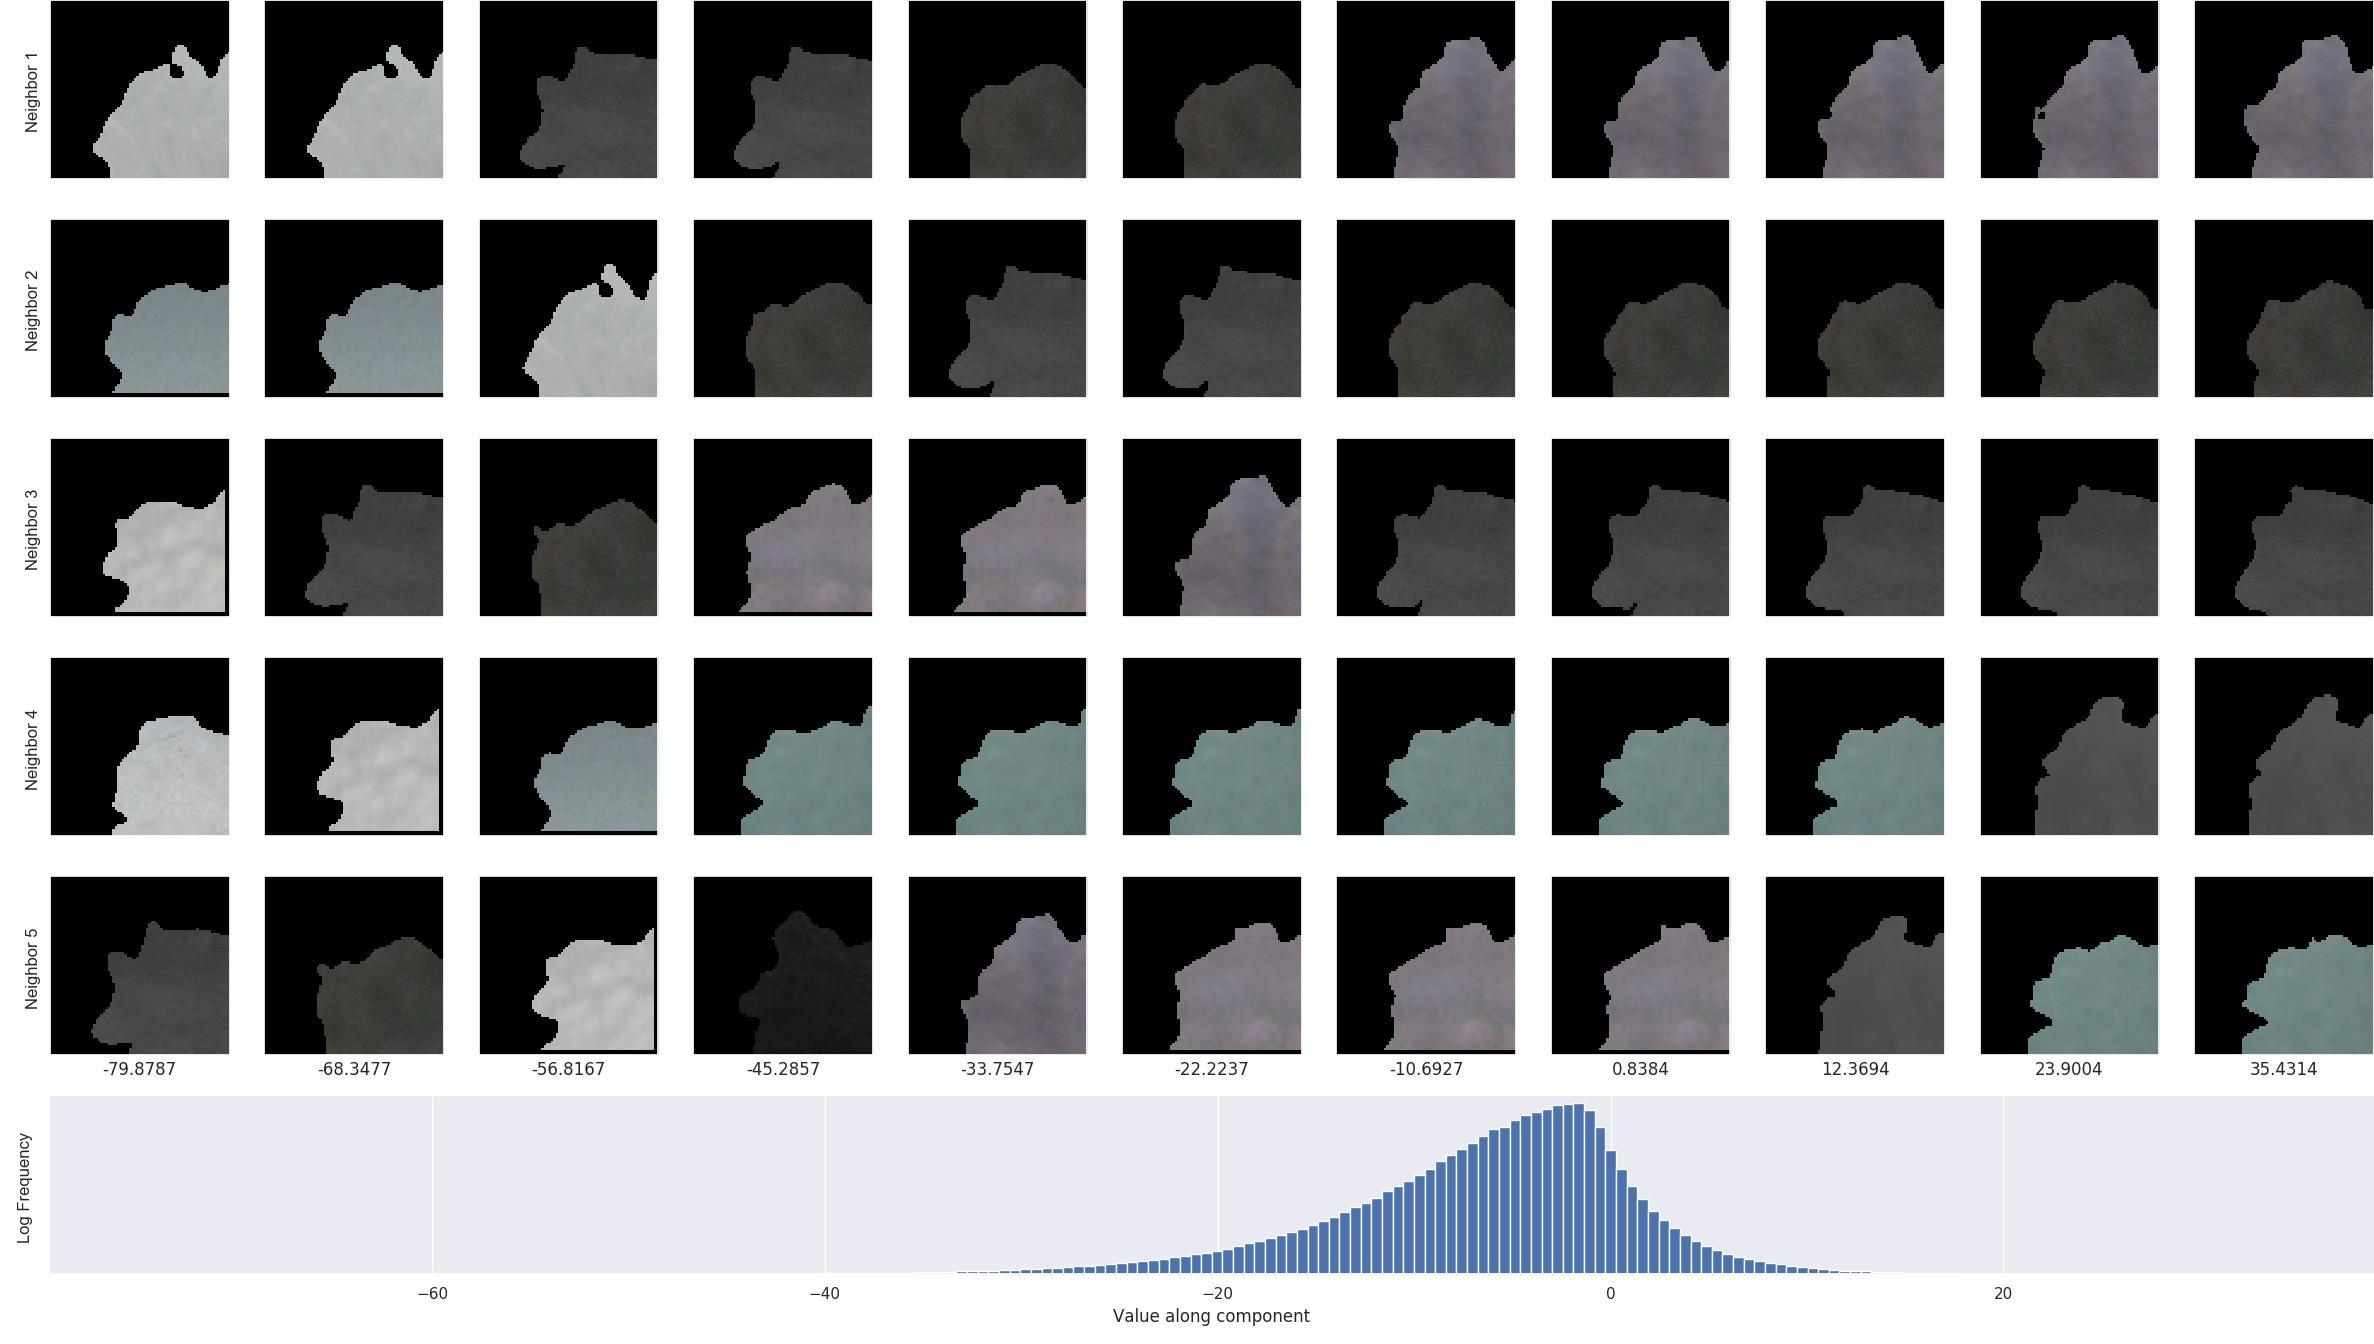 Neighbor 1
Neighbor 2
Neighbor 3
Neighbor 4
Neighbor 5
-79.8787 -68.3477 -56.8167 -45.2857 -33.7547 -22.2237 -10.6927 0.8384 12.3694 23.9004 35.4314
Log Frequency
−60 −40 −20 0 20
Value along component